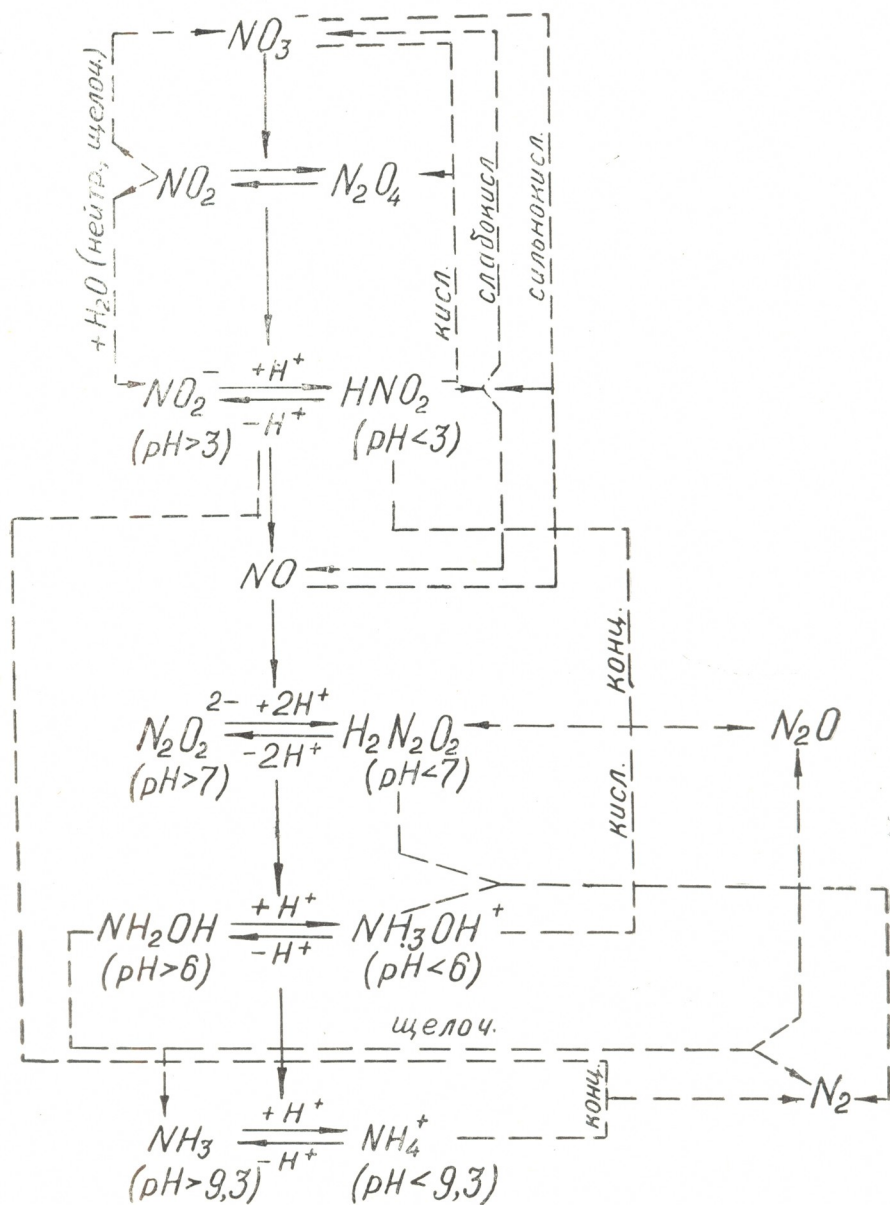 NO₃⁻
+H₂O (нейтр., щелоч.)
NO₂
N₂O₄
кисл.
слабокисл.
сильнокисл.
+H⁺
NO₂⁻
HNO₂
-H⁺
(pH>3)
(pH<3)
NO
конц.
кисл.
2- +2H⁺
N₂O₂
H₂N₂O₂
N₂O
-2H⁺
(pH>7)
(pH<7)
+H⁺
NH₂OH
NH₃OH⁺
-H⁺
(pH>6)
(pH<6)
щелоч.
конц.
N₂
+H⁺
NH₃
NH₄⁺
-H⁺
(pH>9,3)
(pH<9,3)